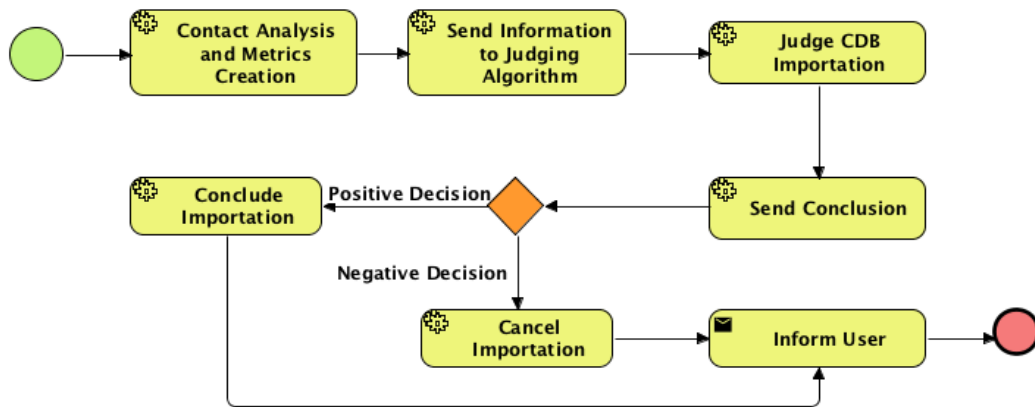 Contact Analysis
and Metrics
Creation
Send Information
to Judging
Algorithm
Judge CDB
Importation
Conclude
Importation
Positive Decision
Send Conclusion
Negative Decision
Cancel
Importation
Inform User